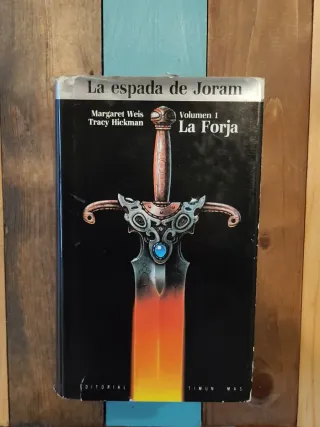 La espada de Joram
Margaret Weis
Tracy Hickman
Volumen 1
La Forja
EDITORIAL TIMUN MAS